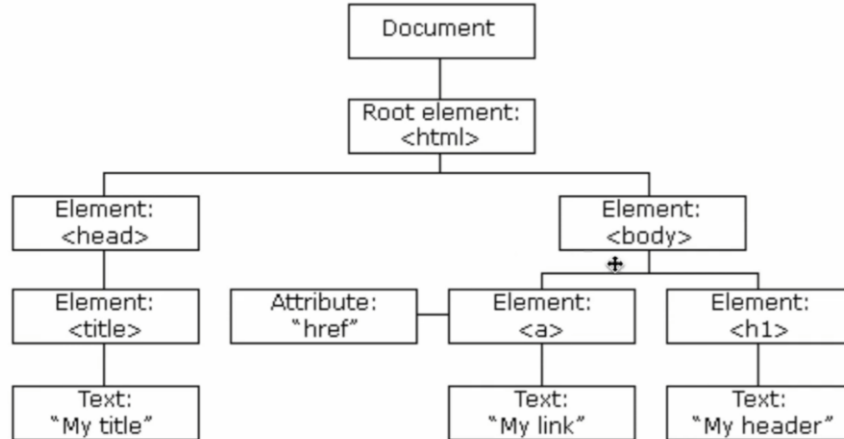 Document
Root element:
<html>
Element:
<head>
Element:
<body>
Element:
<title>
Attribute:
“href”
Element:
<a>
Element:
<h1>
Text:
“My title”
Text:
“My link”
Text:
“My header”